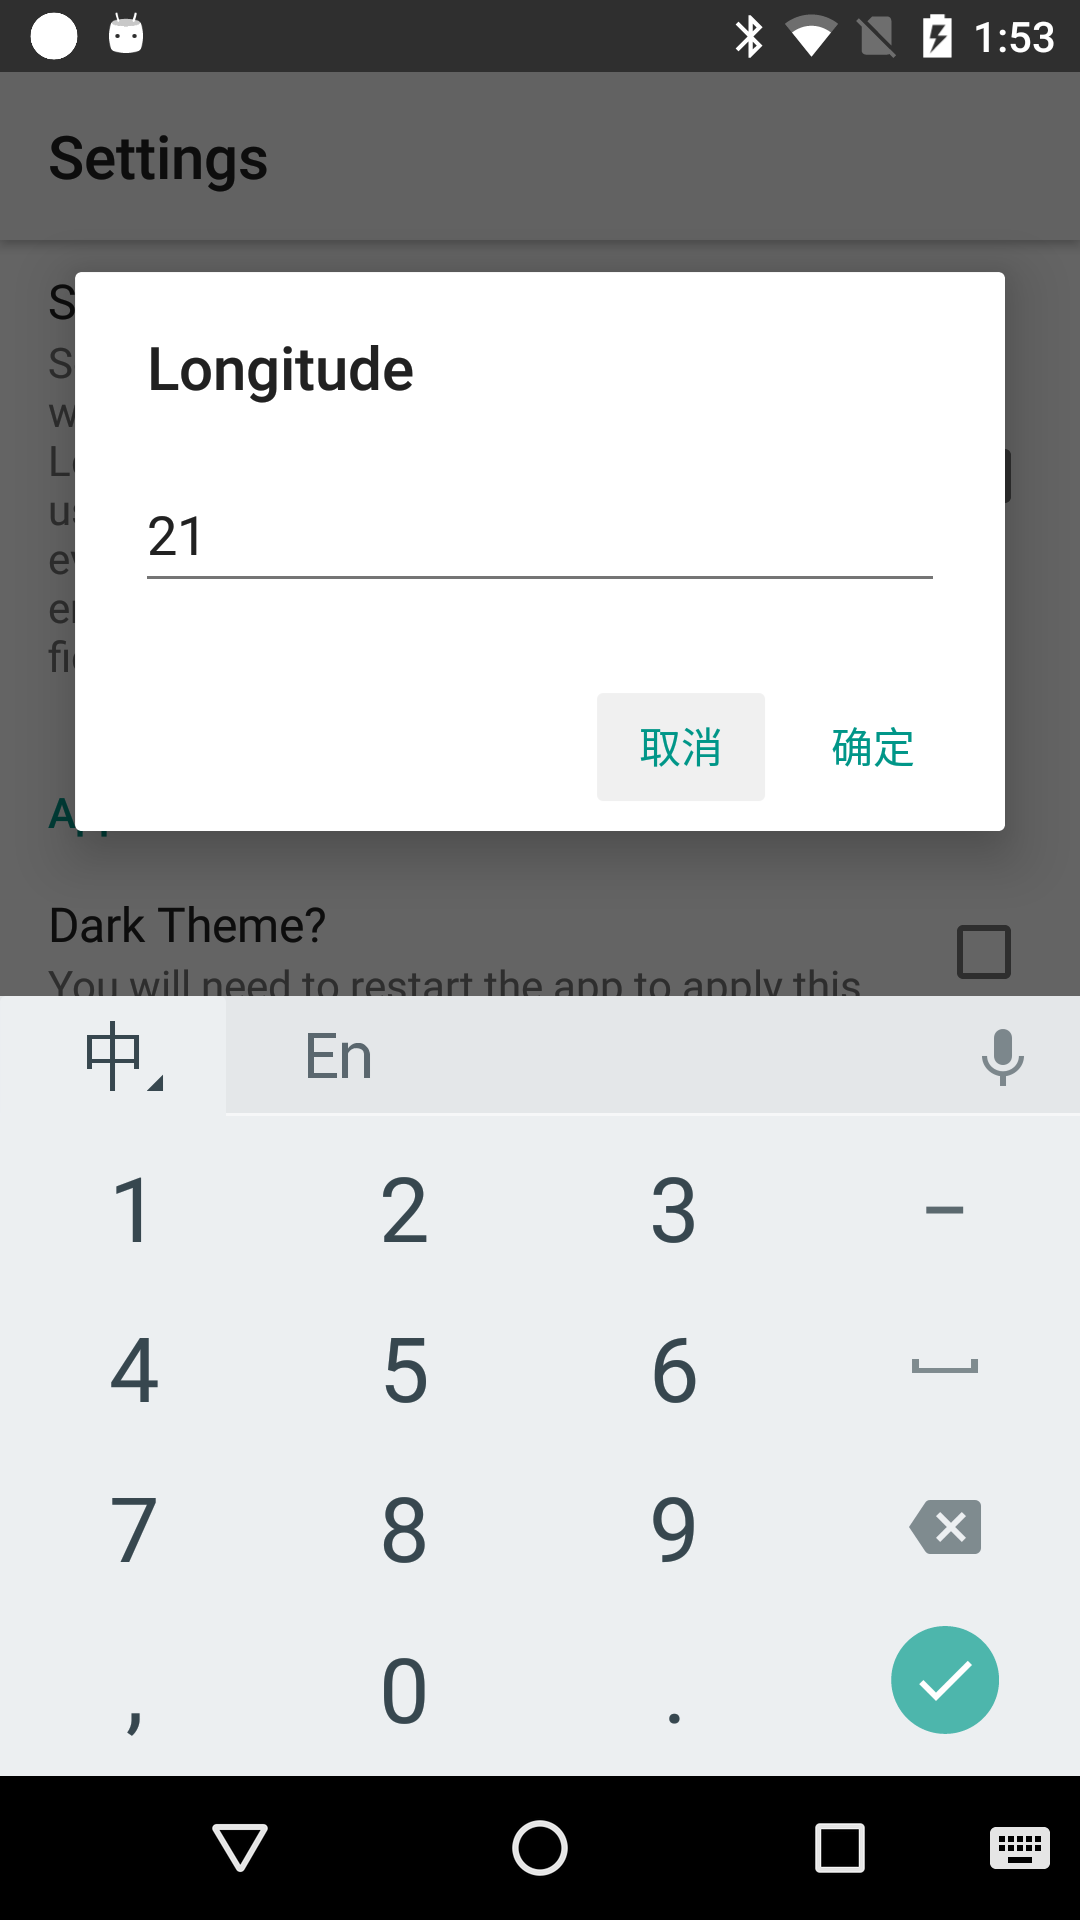 1:53
Settings
Longitude
21
取消
确定
Dark Theme?
You will need to restart the app to apply this
中
En
1
2
3
–
4
5
6
7
8
9
,
0
.